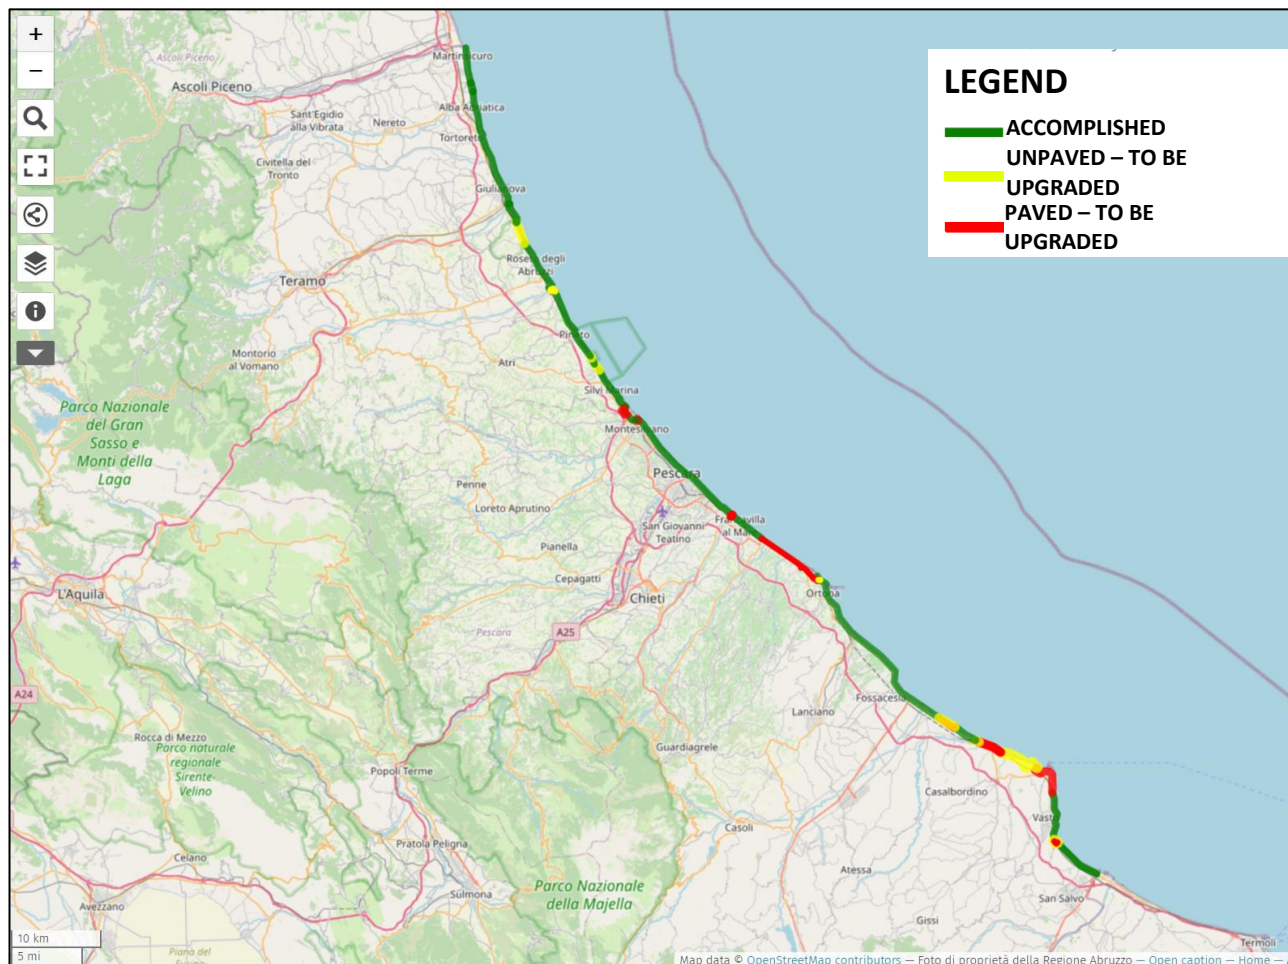 +
−
LEGEND
ACCOMPLISHED
UNPAVED – TO BE
UPGRADED
PAVED – TO BE
UPGRADED
Ascoli Piceno
Ascoli Piceno
Alba Adriatica
Sant'Egidio
alla Vibrata
Nereto
Tortoreto
Civitella del
Tronto
Giulianova
Roseto degli
Abruzzi
Teramo
Pineto
Montorio
al Vomano
Atri
Silvi Marina
Parco Nazionale
del Gran
Sasso e
Monti della
Laga
Montesilvano
Pescara
Penne
Loreto Aprutino
San Giovanni
Teatino
Francavilla
al Mare
Pianella
Cepagatti
L'Aquila
Chieti
Ortona
A25
Pescara
A24
Fossacesia
Lanciano
Rocca di Mezzo
Parco naturale
regionale
Sirente-
Velino
Guardiagrele
Popoli Terme
Casalbordino
Vasto
Casoli
Pratola Peligna
Celano
Atessa
Parco Nazionale
della Majella
Sulmona
San Salvo
Avezzano
Gissi
10 km
5 mi
Piana del
Termoli
Map data © OpenStreetMap contributors — Foto di proprietà della Regione Abruzzo — Open caption — Home —